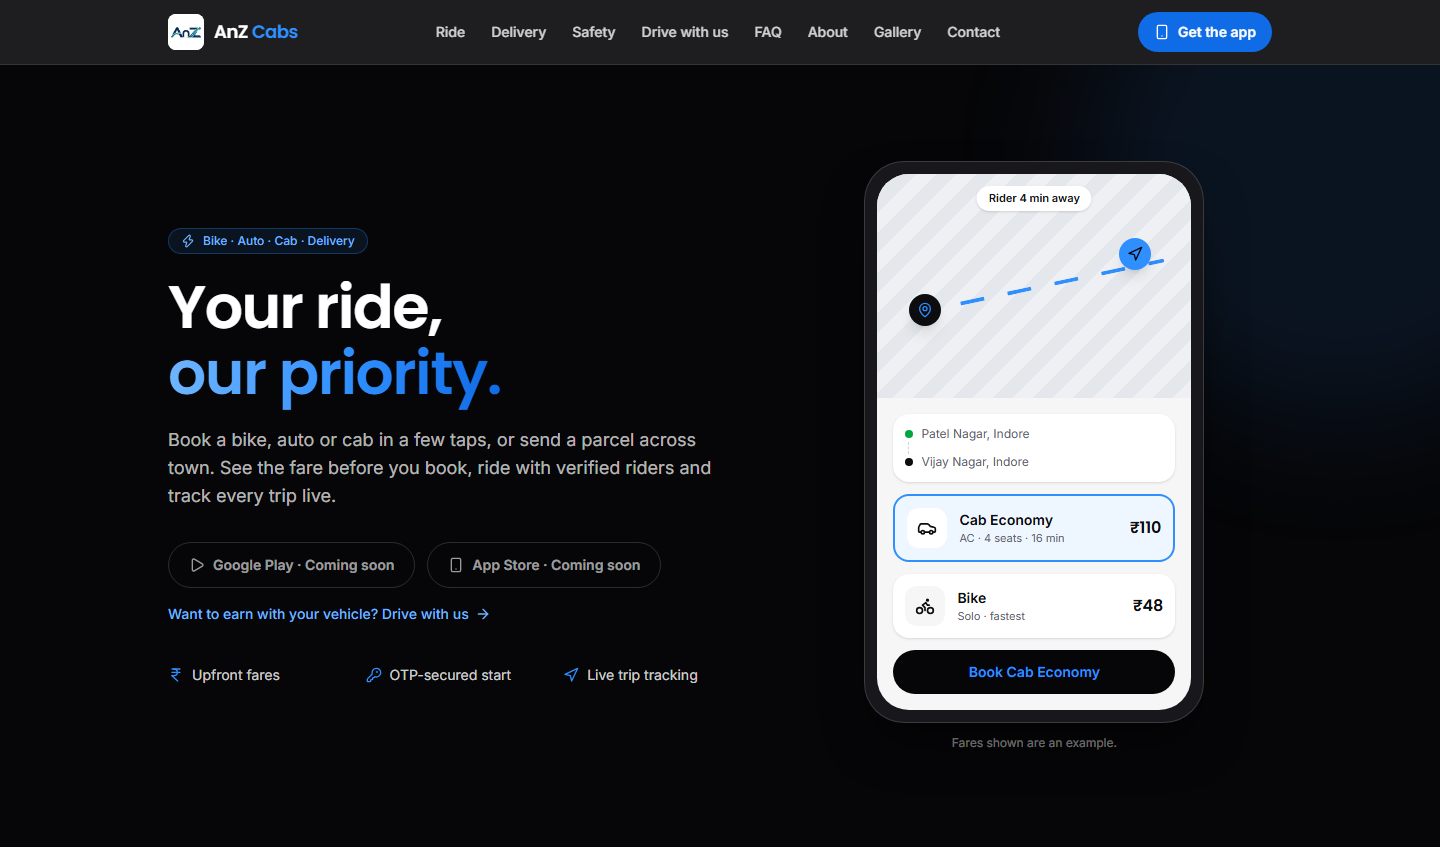 AnZ
AnZ Cabs
Ride
Delivery
Safety
Drive with us
FAQ
About
Gallery
Contact
Get the app
Bike · Auto · Cab · Delivery
Your ride,
our priority.
Book a bike, auto or cab in a few taps, or send a parcel across
town. See the fare before you book, ride with verified riders and
track every trip live.
Google Play · Coming soon
App Store · Coming soon
Want to earn with your vehicle? Drive with us →
Upfront fares
OTP-secured start
Live trip tracking
Rider 4 min away
Patel Nagar, Indore
Vijay Nagar, Indore
Cab Economy
₹110
AC · 4 seats · 16 min
Bike
₹48
Solo · fastest
Book Cab Economy
Fares shown are an example.